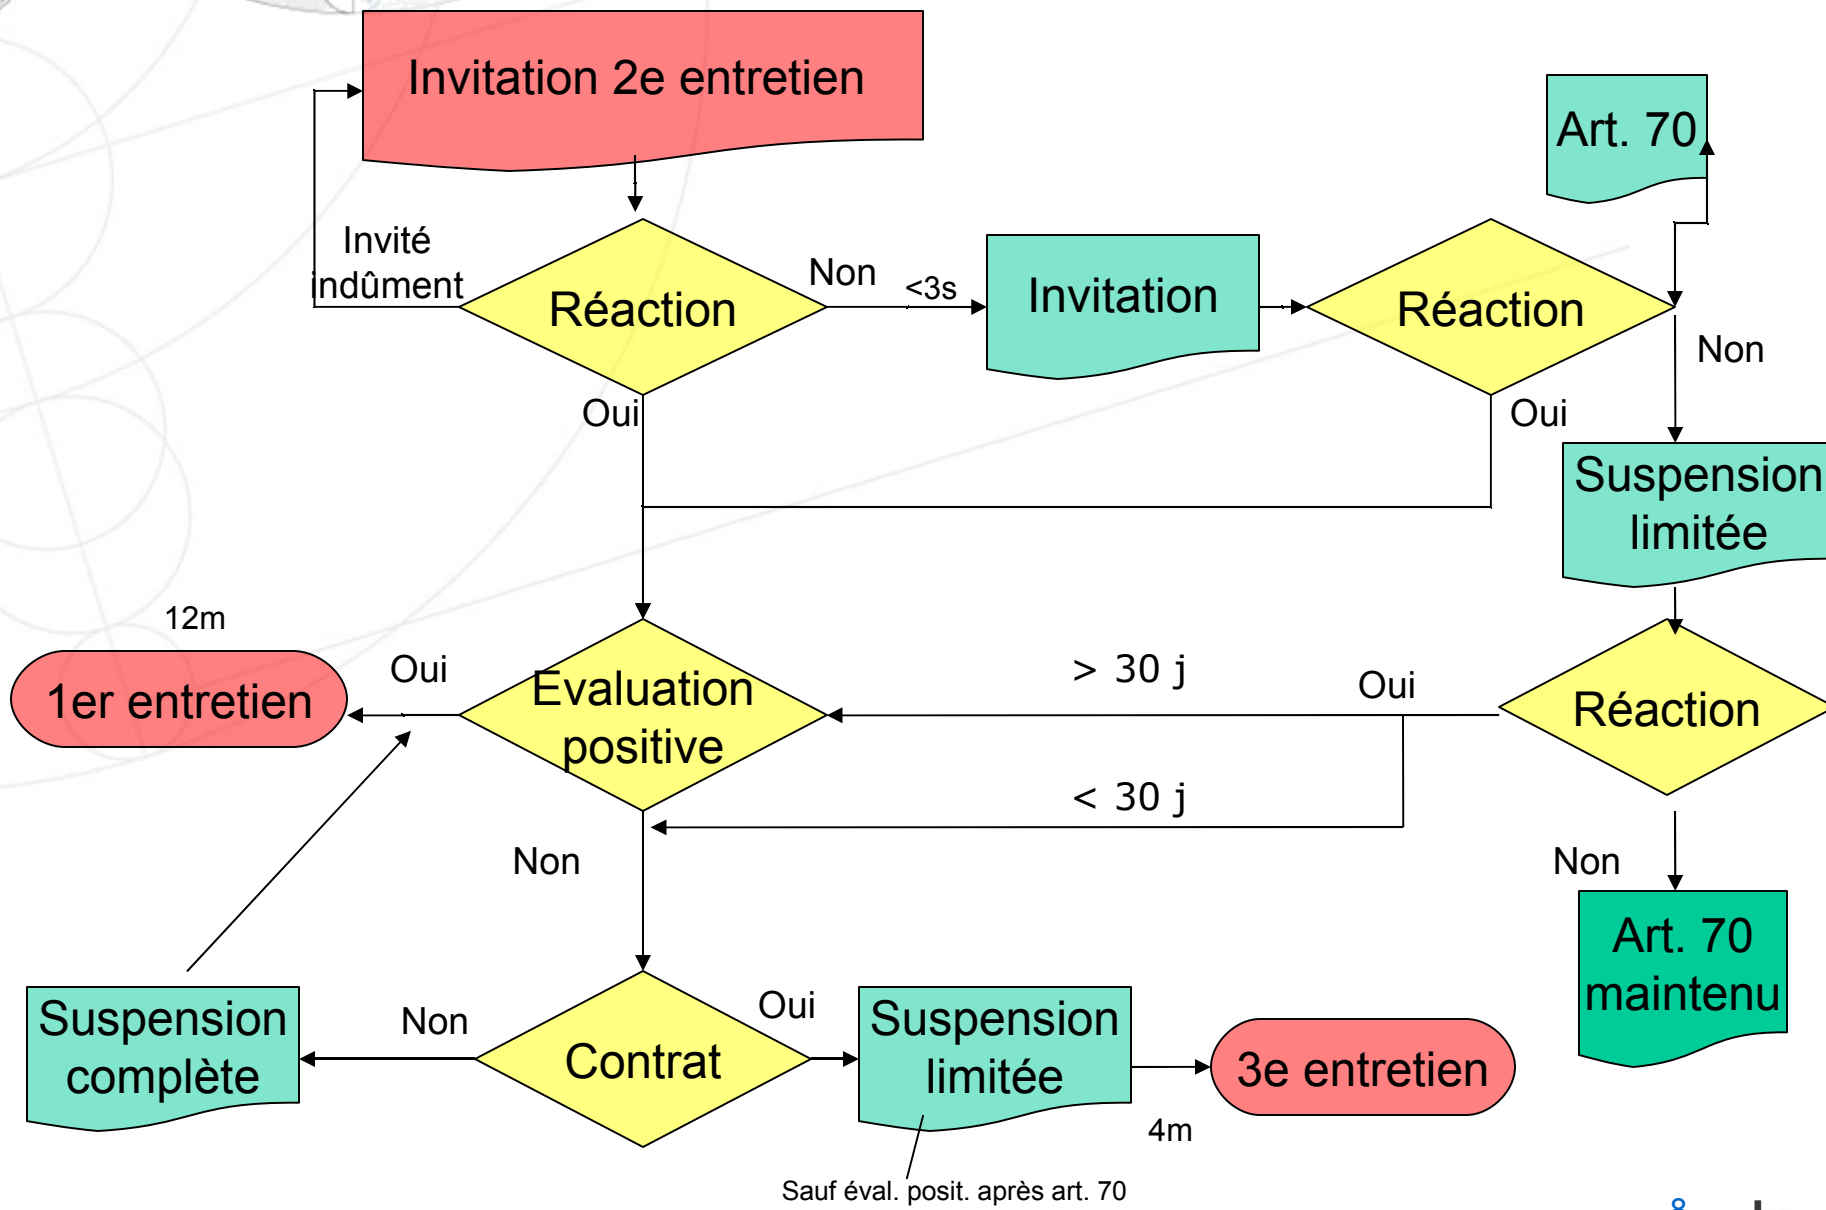 Invitation 2e entretien
Art. 70
Invité
indûment
Réaction
Non
<3s
Invitation
Réaction
Non
Oui
Oui
Suspension
limitée
12m
1er entretien
Oui
Evaluation
positive
> 30 j
Oui
Réaction
< 30 j
Non
Non
Art. 70
maintenu
Suspension
complète
Non
Contrat
Oui
Suspension
limitée
3e entretien
4m
Sauf éval. posit. après art. 70